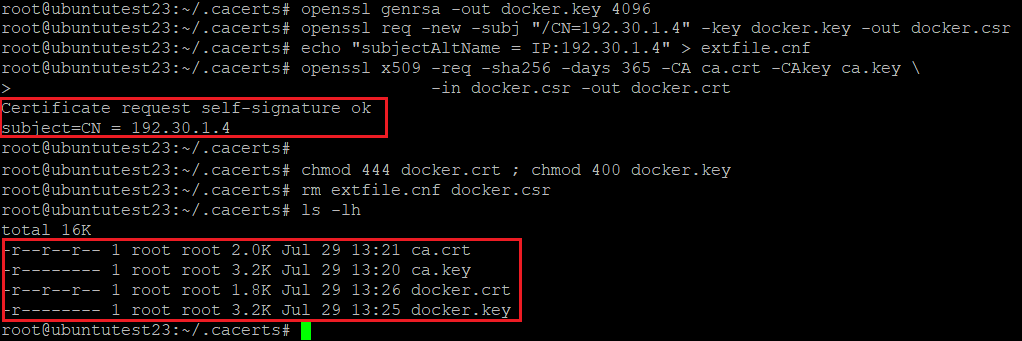 root@ubuntutest23:~/.cacerts# openssl genrsa -out docker.key 4096
root@ubuntutest23:~/.cacerts# openssl req -new -subj "/CN=192.30.1.4" -key docker.key -out docker.csr
root@ubuntutest23:~/.cacerts# echo "subjectAltName = IP:192.30.1.4" > extfile.cnf
root@ubuntutest23:~/.cacerts# openssl x509 -req -sha256 -days 365 -CA ca.crt -CAkey ca.key \
> -in docker.csr -out docker.crt
Certificate request self-signature ok
subject=CN = 192.30.1.4
root@ubuntutest23:~/.cacerts#
root@ubuntutest23:~/.cacerts# chmod 444 docker.crt ; chmod 400 docker.key
root@ubuntutest23:~/.cacerts# rm extfile.cnf docker.csr
root@ubuntutest23:~/.cacerts# ls -lh
total 16K
-r--r--r-- 1 root root 2.0K Jul 29 13:21 ca.crt
-r-------- 1 root root 3.2K Jul 29 13:20 ca.key
-r--r--r-- 1 root root 1.8K Jul 29 13:26 docker.crt
-r-------- 1 root root 3.2K Jul 29 13:25 docker.key
root@ubuntutest23:~/.cacerts#